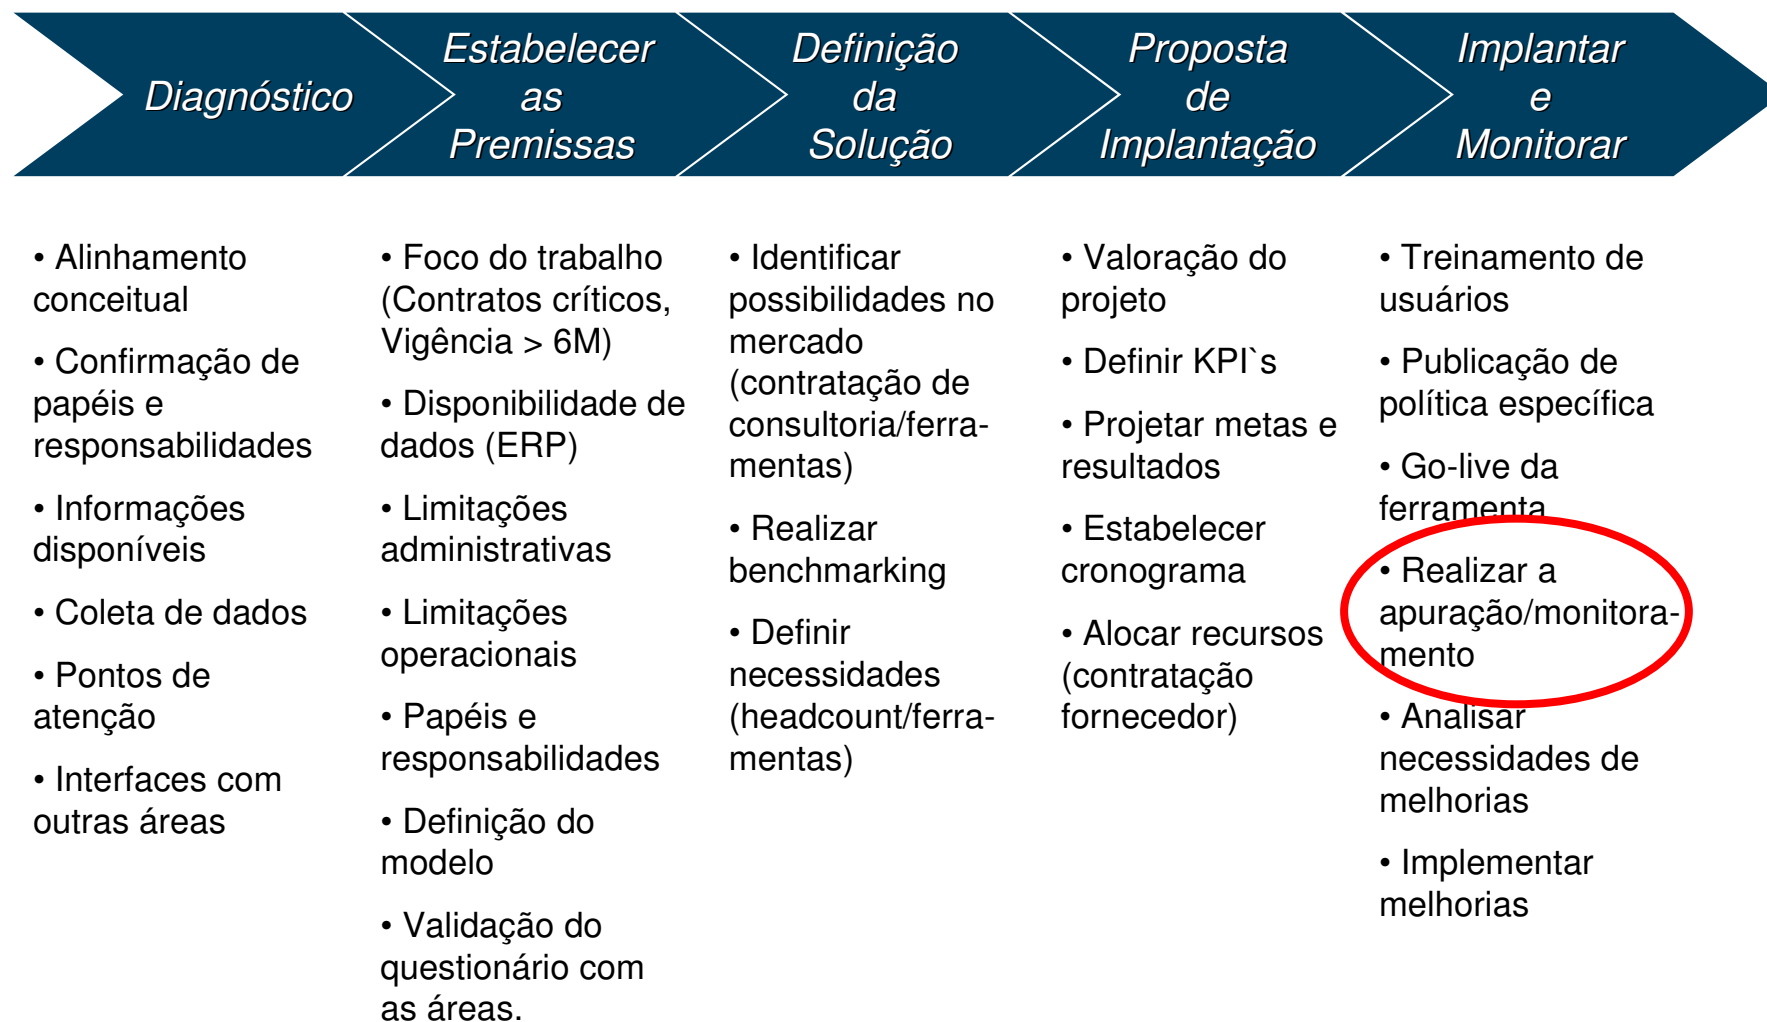 Diagnóstico
Estabelecer
as
Premissas
Definição
da
Solução
Proposta
de
Implantação
Implantar
e
Monitorar
• Alinhamento
conceitual
• Confirmação de
papéis e
responsabilidades
• Informações
disponíveis
• Coleta de dados
• Pontos de
atenção
• Interfaces com
outras áreas
• Foco do trabalho
(Contratos críticos,
Vigência > 6M)
• Disponibilidade de
dados (ERP)
• Limitações
administrativas
• Limitações
operacionais
• Papéis e
responsabilidades
• Definição do
modelo
• Validação do
questionário com
as áreas.
• Identificar
possibilidades no
mercado
(contratação de
consultoria/ferra-
mentas)
• Realizar
benchmarking
• Definir
necessidades
(headcount/ferra-
mentas)
• Valoração do
projeto
• Definir KPI`s
• Projetar metas e
resultados
• Estabelecer
cronograma
• Alocar recursos
(contratação
fornecedor)
• Treinamento de
usuários
• Publicação de
política específica
• Go-live da
ferramenta
• Realizar a
apuração/monitora-
mento
• Analisar
necessidades de
melhorias
• Implementar
melhorias